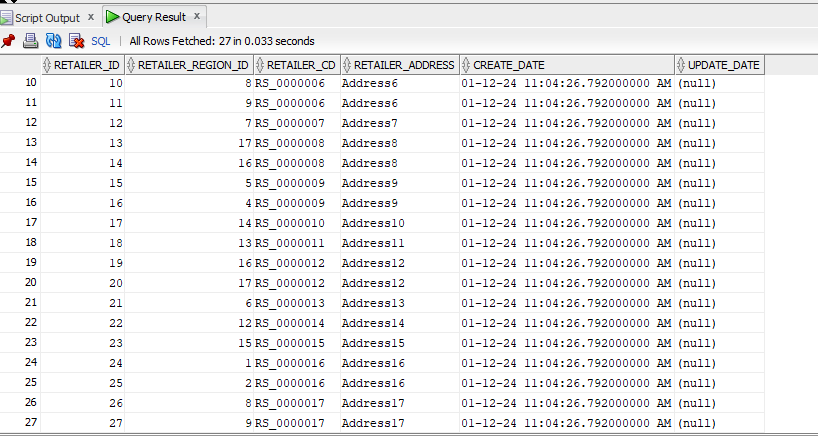 Script Output x Query Result x
SQL | All Rows Fetched: 27 in 0.033 seconds
RETAILER_ID RETAILER_REGION_ID RETAILER_CD RETAILER_ADDRESS CREATE_DATE UPDATE_DATE
10 10 8 RS_0000006 Address6 01-12-24 11:04:26.792000000 AM (null)
11 11 9 RS_0000006 Address6 01-12-24 11:04:26.792000000 AM (null)
12 12 7 RS_0000007 Address7 01-12-24 11:04:26.792000000 AM (null)
13 13 17 RS_0000008 Address8 01-12-24 11:04:26.792000000 AM (null)
14 14 16 RS_0000008 Address8 01-12-24 11:04:26.792000000 AM (null)
15 15 5 RS_0000009 Address9 01-12-24 11:04:26.792000000 AM (null)
16 16 4 RS_0000009 Address9 01-12-24 11:04:26.792000000 AM (null)
17 17 14 RS_0000010 Address10 01-12-24 11:04:26.792000000 AM (null)
18 18 13 RS_0000011 Address11 01-12-24 11:04:26.792000000 AM (null)
19 19 16 RS_0000012 Address12 01-12-24 11:04:26.792000000 AM (null)
20 20 17 RS_0000012 Address12 01-12-24 11:04:26.792000000 AM (null)
21 21 6 RS_0000013 Address13 01-12-24 11:04:26.792000000 AM (null)
22 22 12 RS_0000014 Address14 01-12-24 11:04:26.792000000 AM (null)
23 23 15 RS_0000015 Address15 01-12-24 11:04:26.792000000 AM (null)
24 24 1 RS_0000016 Address16 01-12-24 11:04:26.792000000 AM (null)
25 25 2 RS_0000016 Address16 01-12-24 11:04:26.792000000 AM (null)
26 26 8 RS_0000017 Address17 01-12-24 11:04:26.792000000 AM (null)
27 27 9 RS_0000017 Address17 01-12-24 11:04:26.792000000 AM (null)